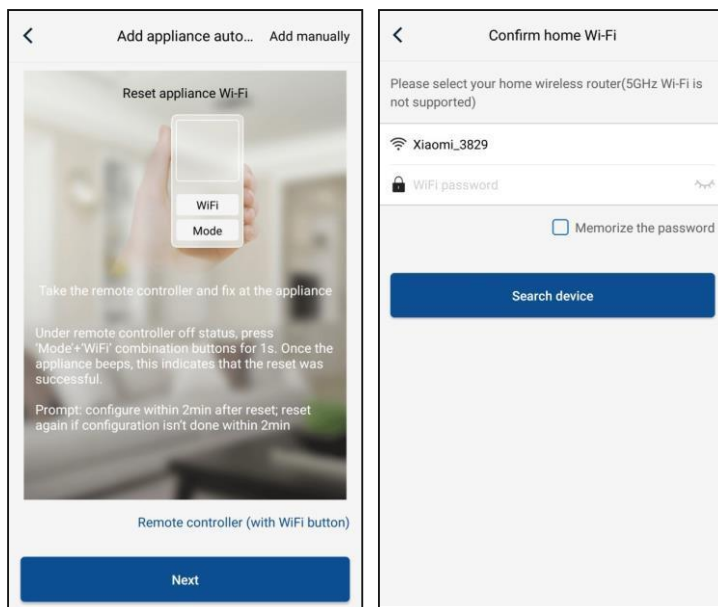 Add appliance auto... Add manually
Reset appliance Wi-Fi
WiFi
Mode
Take the remote controller and fix at the appliance
Under remote controller off status, press
'Mode'+'WiFi' combination buttons for 1s. Once the
appliance beeps, this indicates that the reset was
successful.
Prompt: configure within 2min after reset; reset
again if configuration isn't done within 2min
Remote controller (with WiFi button)
Next
Confirm home Wi-Fi
Please select your home wireless router(5GHz Wi-Fi is
not supported)
Xiaomi_3829
WiFi password
Memorize the password
Search device